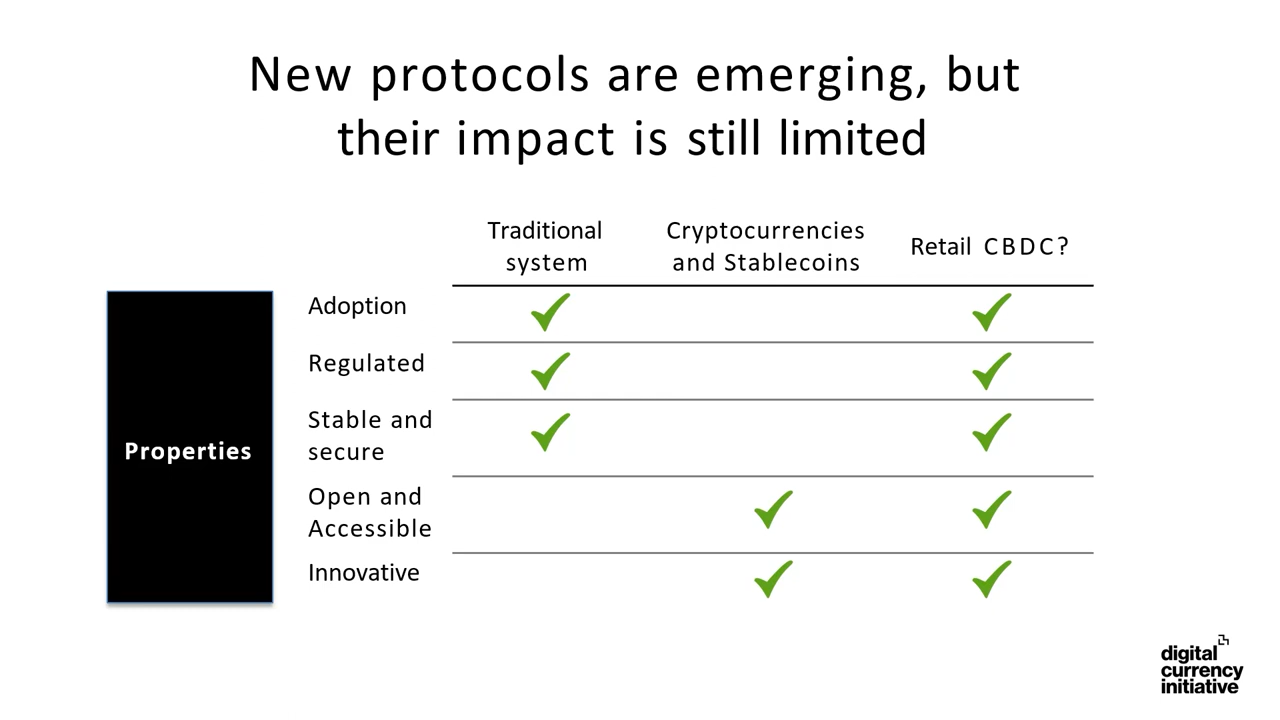 New protocols are emerging, but
their impact is still limited
Traditional
system
Cryptocurrencies
and Stablecoins
Retail CBDC?
Properties
Adoption
Regulated
Stable and
secure
Open and
Accessible
Innovative
digital
currency
initiative